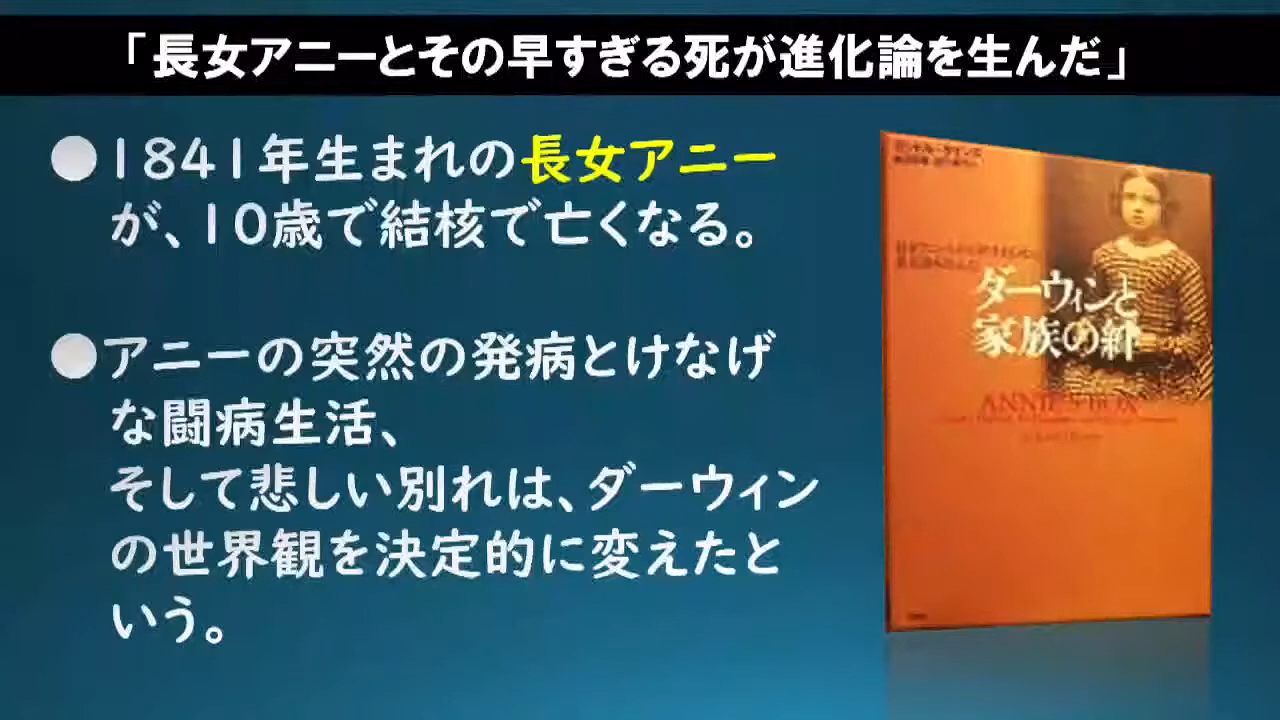 「長女アニーとその早すぎる死が進化論を生んだ」
●1841年生まれの長女アニー
が、10歳で結核で亡くなる。
●アニーの突然の発病とけなげ
な闘病生活、
そして悲しい別れは、ダーウィン
の世界観を決定的に変えたと
いう。
ダーウィンと
家族の絆
ANNIE'S BOX